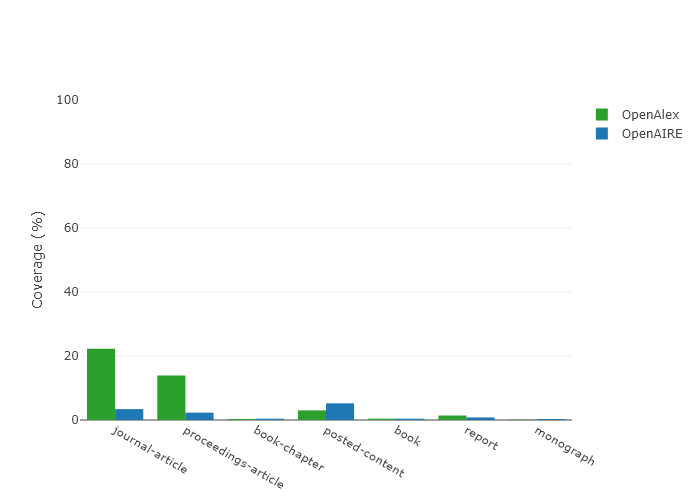 100
80
60
40
20
0
Coverage (%)
journal-article
proceedings-article
book-chapter
posted-content
book
report
monograph
OpenAlex
OpenAIRE